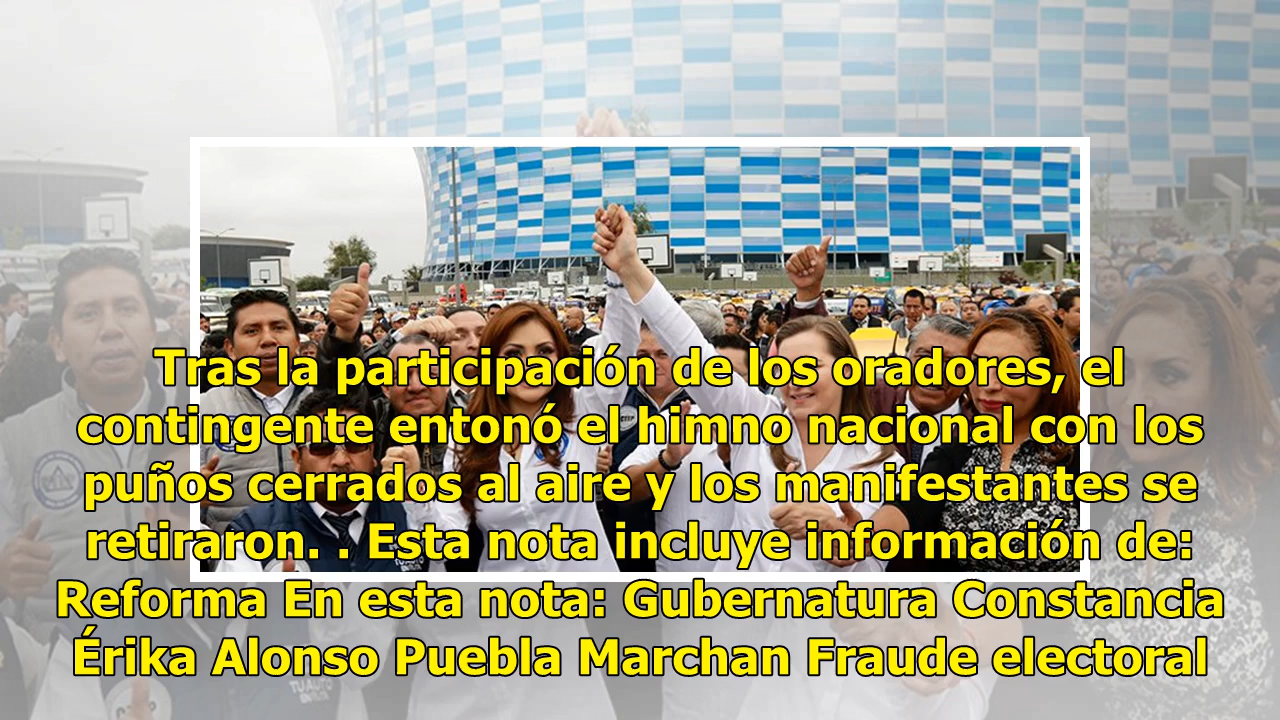 Tras la participación de los oradores, el
contingente entonó el himno nacional con los
puños cerrados al aire y los manifestantes se
retiraron. . Esta nota incluye información de:
Reforma En esta nota: Gubernatura Constancia
Érika Alonso Puebla Marchan Fraude electoral